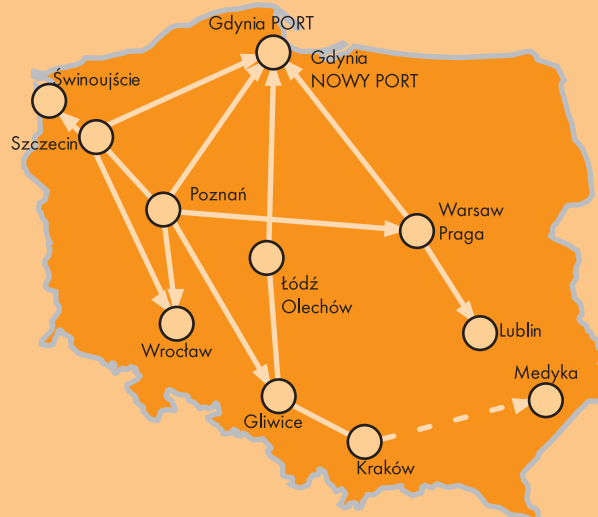 Gdynia PORT
Gdynia
NOWY PORT
Świnoujście
Szczecin
Poznań
Warsaw
Praga
Łódź
Olechów
Lublin
Wrocław
Medyka
Gliwice
Kraków